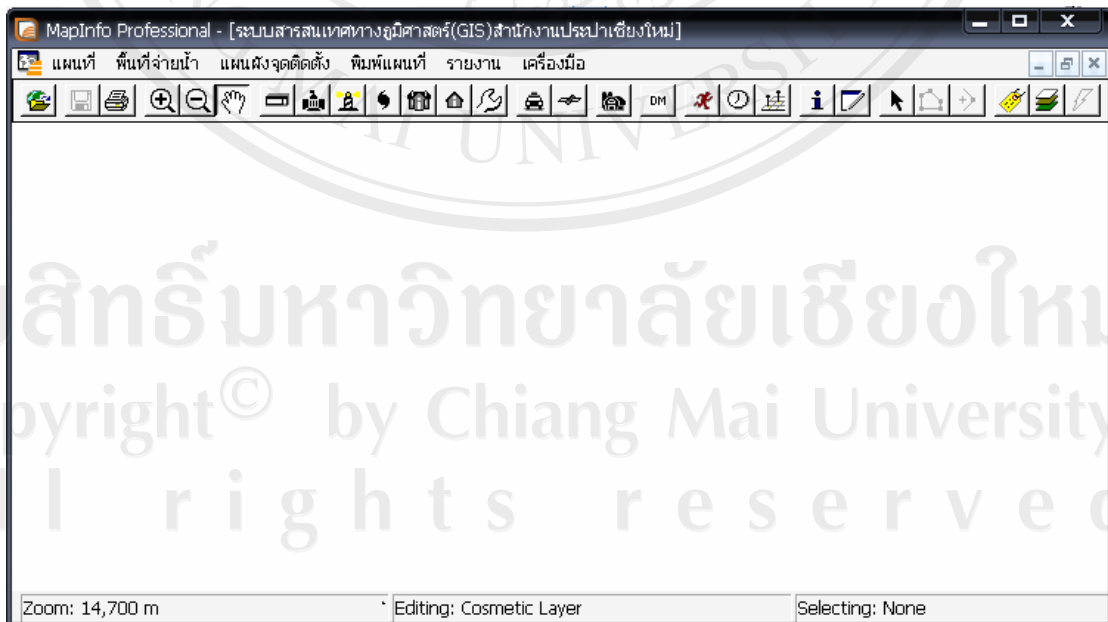 MapInfo Professional - [ระบบสารสนเทศทางภูมิศาสตร์(GIS)สำนักงานประปาเชียงใหม่]
แผนที่ พื้นที่จ่ายน้ำ แผนผังจุดติดตั้ง พิมพ์แผนที่ รายงาน เครื่องมือ
DM
MAI UNIVERSI
สิทธิ์มหาวิทยาลัยเชียงใหม่
pyright© by Chiang Mai University
l rights reserved
Zoom: 14,700 m Editing: Cosmetic Layer Selecting: None